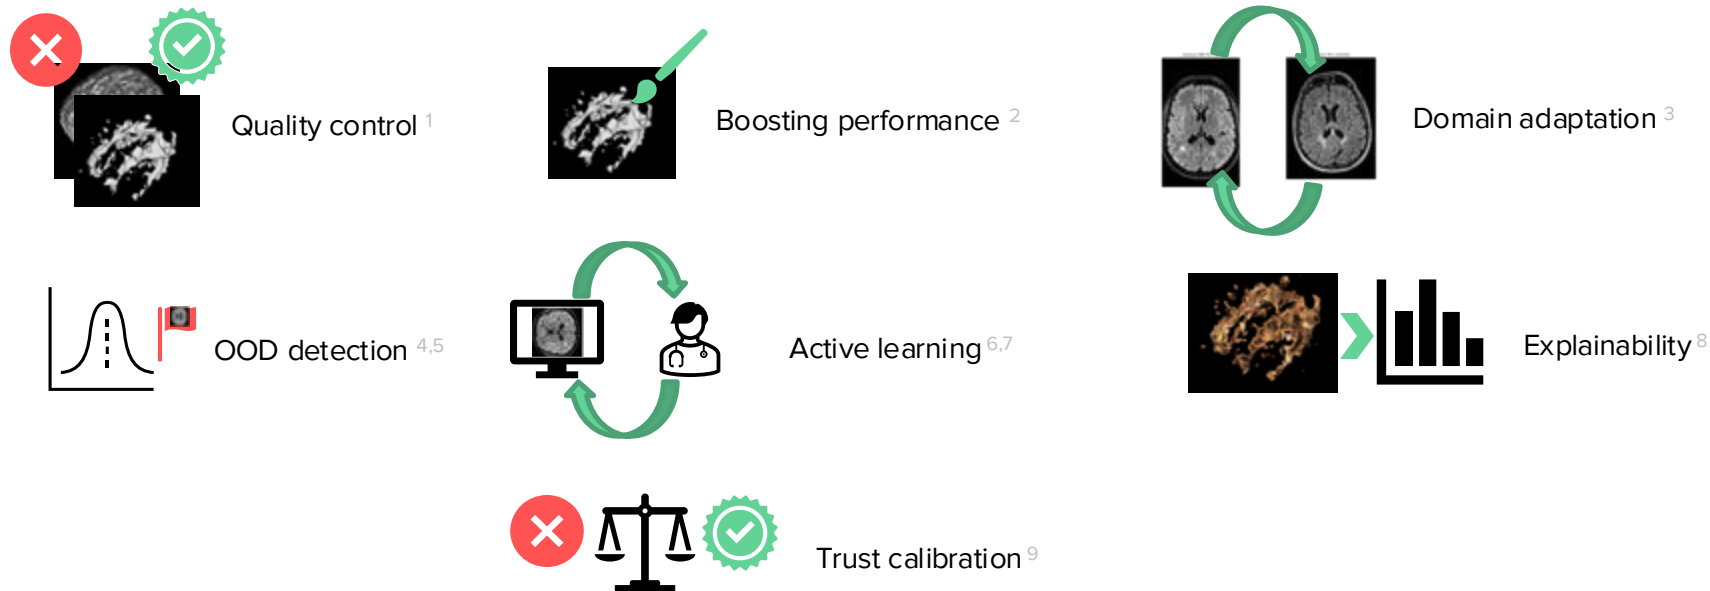 Quality control 1
Boosting performance 2
Domain adaptation 3
OOD detection 4,5
Active learning 6,7
Explainability 8
Trust calibration 9